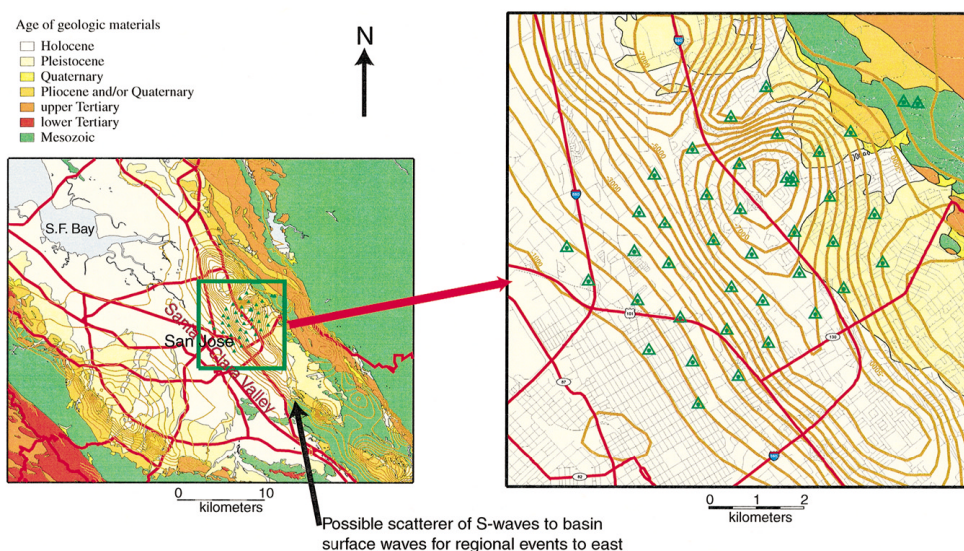 Age of geologic materials
Holocene
Pleistocene
Quaternary
Pliocene and/or Quaternary
upper Tertiary
lower Tertiary
Mesozoic
N
S.F. Bay
San Jose
Santa Clara Valley
0 10
kilometers
Possible scatterer of S-waves to basin
surface waves for regional events to east
101
87
82
0 1 2
kilometers